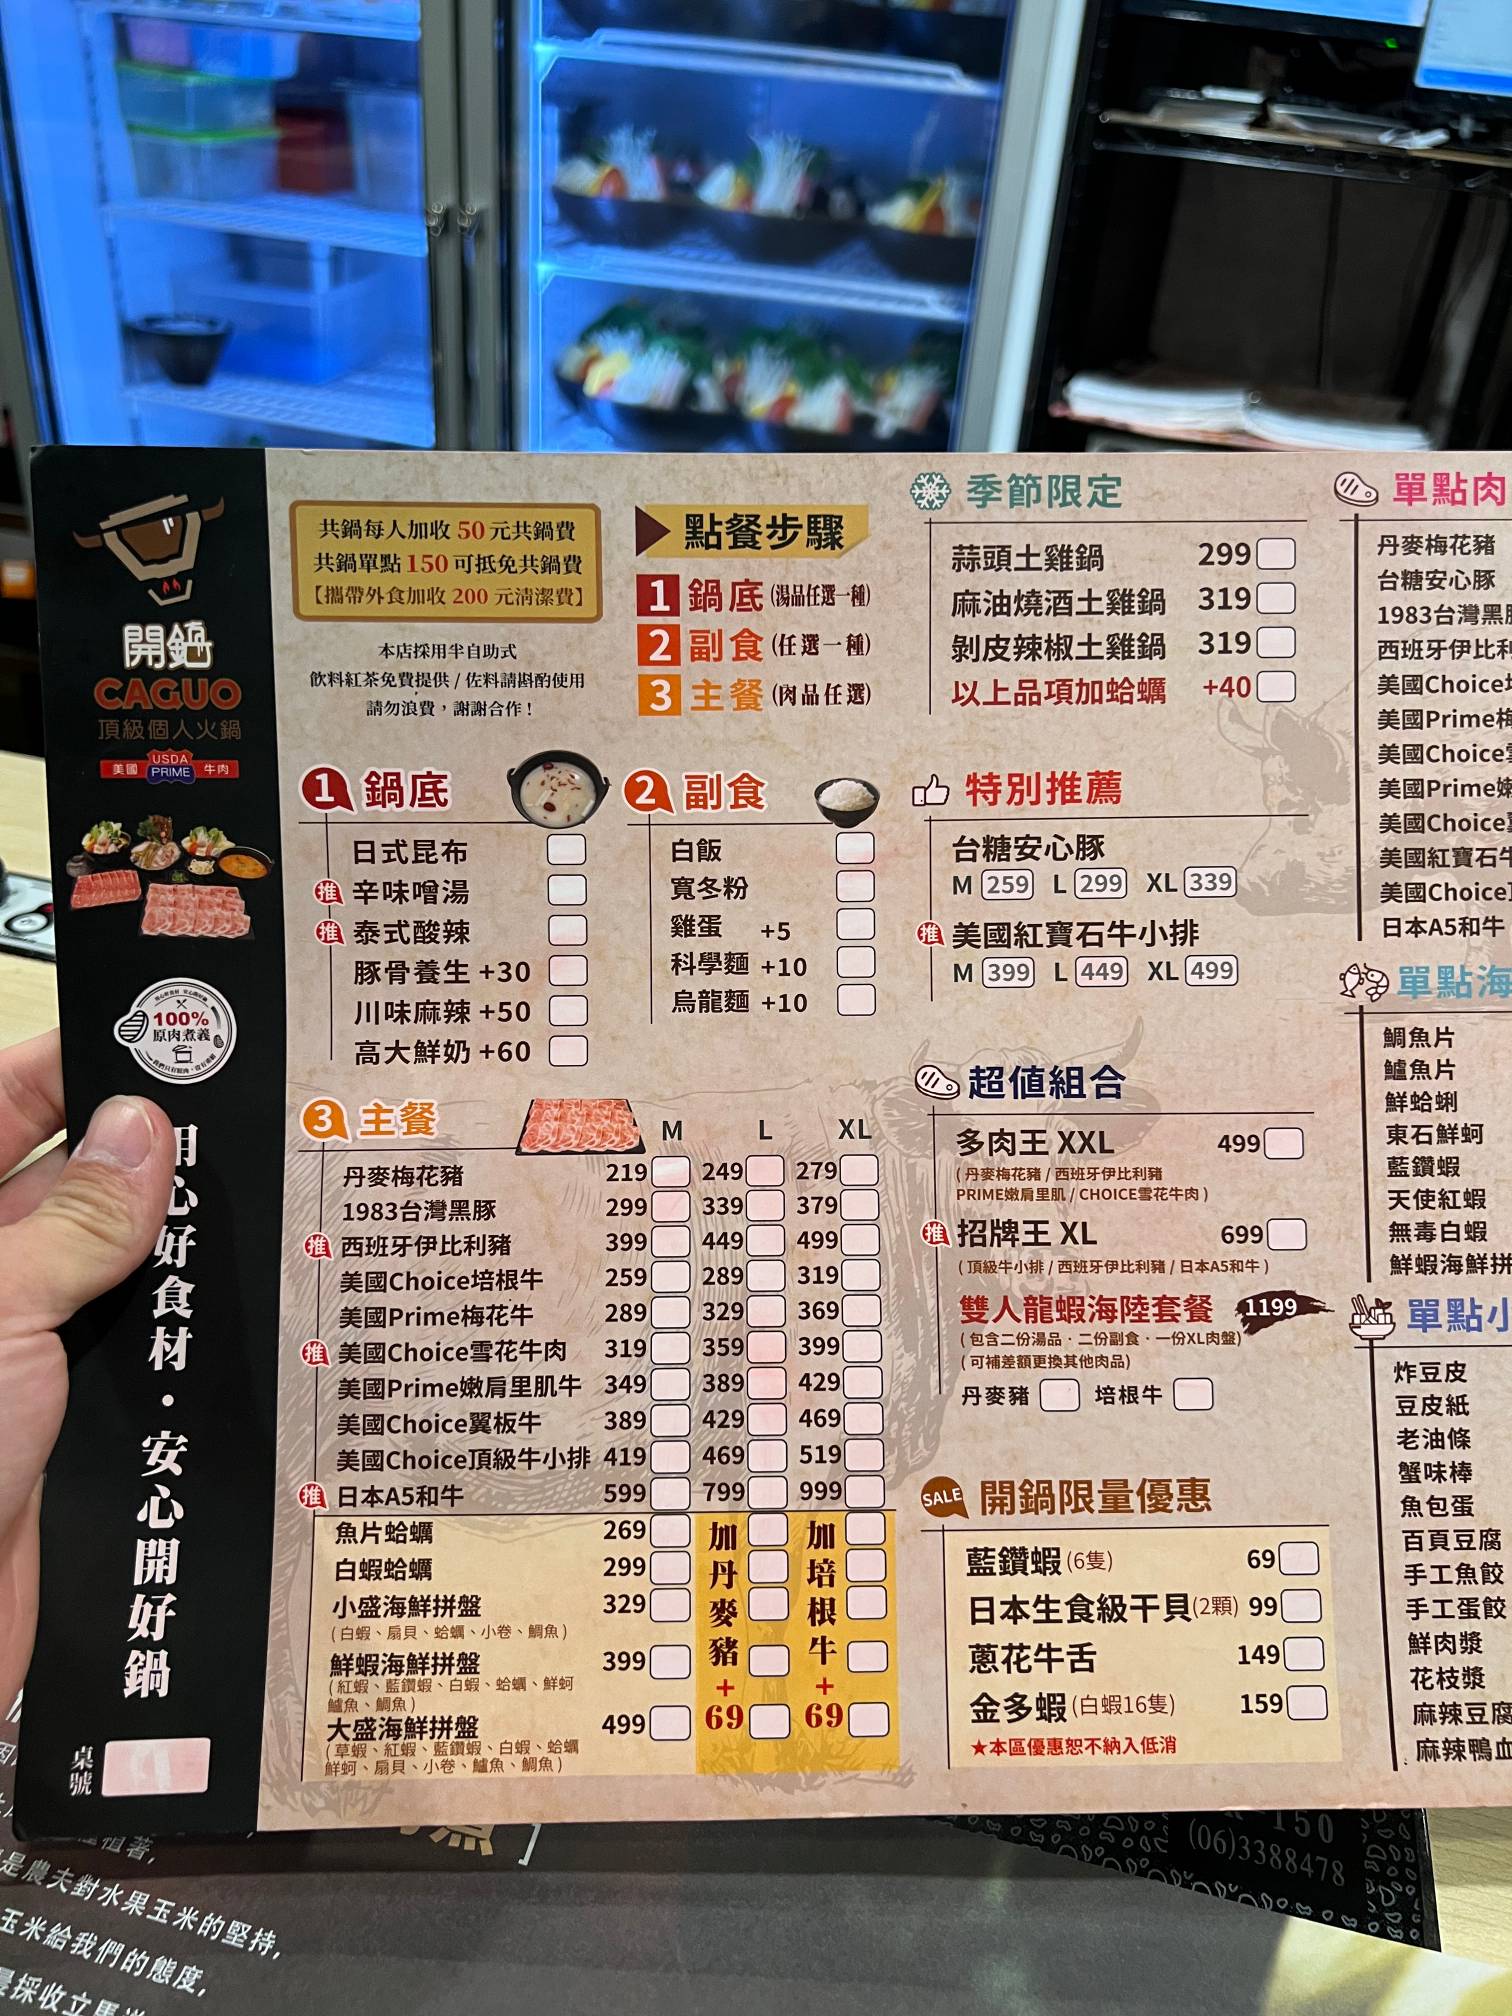 開鍋
CAGUO
頂級個人火鍋
美國 USDA PRIME 牛肉
100%
原肉煮義
用心好食材・安心開好鍋
桌號
共鍋每人加收 50 元共鍋費
共鍋單點 150 可抵免共鍋費
【攜帶外食加收 200 元清潔費】
本店採用半自助式
飲料紅茶免費提供 / 佐料請斟酌使用
請勿浪費，謝謝合作！
點餐步驟
1 鍋底 (湯品任選一種)
2 副食 (任選一種)
3 主餐 (肉品任選)
1 鍋底
日式昆布
推 辛味噌湯
推 泰式酸辣
豚骨養生 +30
川味麻辣 +50
高大鮮奶 +60
2 副食
白飯
寬冬粉
雞蛋 +5
科學麵 +10
烏龍麵 +10
3 主餐 M L XL
丹麥梅花豬 219 249 279
1983台灣黑豚 299 339 379
推 西班牙伊比利豬 399 449 499
美國Choice培根牛 259 289 319
美國Prime梅花牛 289 329 369
推 美國Choice雪花牛肉 319 359 399
美國Prime嫩肩里肌牛 349 389 429
美國Choice翼板牛 389 429 469
美國Choice頂級牛小排 419 469 519
推 日本A5和牛 599 799 999
魚片蛤蠣 269
白蝦蛤蠣 299
小盛海鮮拼盤 329
(白蝦、扇貝、蛤蠣、小卷、鯛魚)
鮮蝦海鮮拼盤 399
(紅蝦、藍鑽蝦、白蝦、蛤蠣、鮮蚵
鱸魚、鯛魚)
大盛海鮮拼盤 499
(草蝦、紅蝦、藍鑽蝦、白蝦、蛤蠣
鮮蚵、扇貝、小卷、鱸魚、鯛魚)
加丹麥豬+69
加培根牛+69
季節限定
蒜頭土雞鍋 299
麻油燒酒土雞鍋 319
剝皮辣椒土雞鍋 319
以上品項加蛤蠣 +40
特別推薦
台糖安心豚
M 259 L 299 XL 339
推 美國紅寶石牛小排
M 399 L 449 XL 499
超值組合
多肉王 XXL 499
(丹麥梅花豬 / 西班牙伊比利豬
PRIME嫩肩里肌 / CHOICE雪花牛肉)
推 招牌王 XL 699
(頂級牛小排 / 西班牙伊比利豬 / 日本A5和牛)
雙人龍蝦海陸套餐 1199
(包含二份湯品．二份副食．一份XL肉盤)
(可補差額更換其他肉品)
丹麥豬 培根牛
SALE 開鍋限量優惠
藍鑽蝦 (6隻) 69
日本生食級干貝 (2顆) 99
蔥花牛舌 149
金多蝦 (白蝦16隻) 159
★本區優惠恕不納入低消
單點肉
丹麥梅花豬
台糖安心豚
1983台灣黑
西班牙伊比利
美國Choice
美國Prime梅
美國Choice
美國Prime嫩
美國Choice
美國紅寶石牛
美國Choice
日本A5和牛
單點海
鯛魚片
鱸魚片
鮮蛤蜊
東石鮮蚵
藍鑽蝦
天使紅蝦
無毒白蝦
鮮蝦海鮮拼
單點小
炸豆皮
豆皮紙
老油條
蟹味棒
魚包蛋
百頁豆腐
手工魚餃
手工蛋餃
鮮肉漿
花枝漿
麻辣豆腐
麻辣鴨血
150
(06)3388478
是農夫對水果玉米的堅持,
玉米給我們的態度,
採收立馬